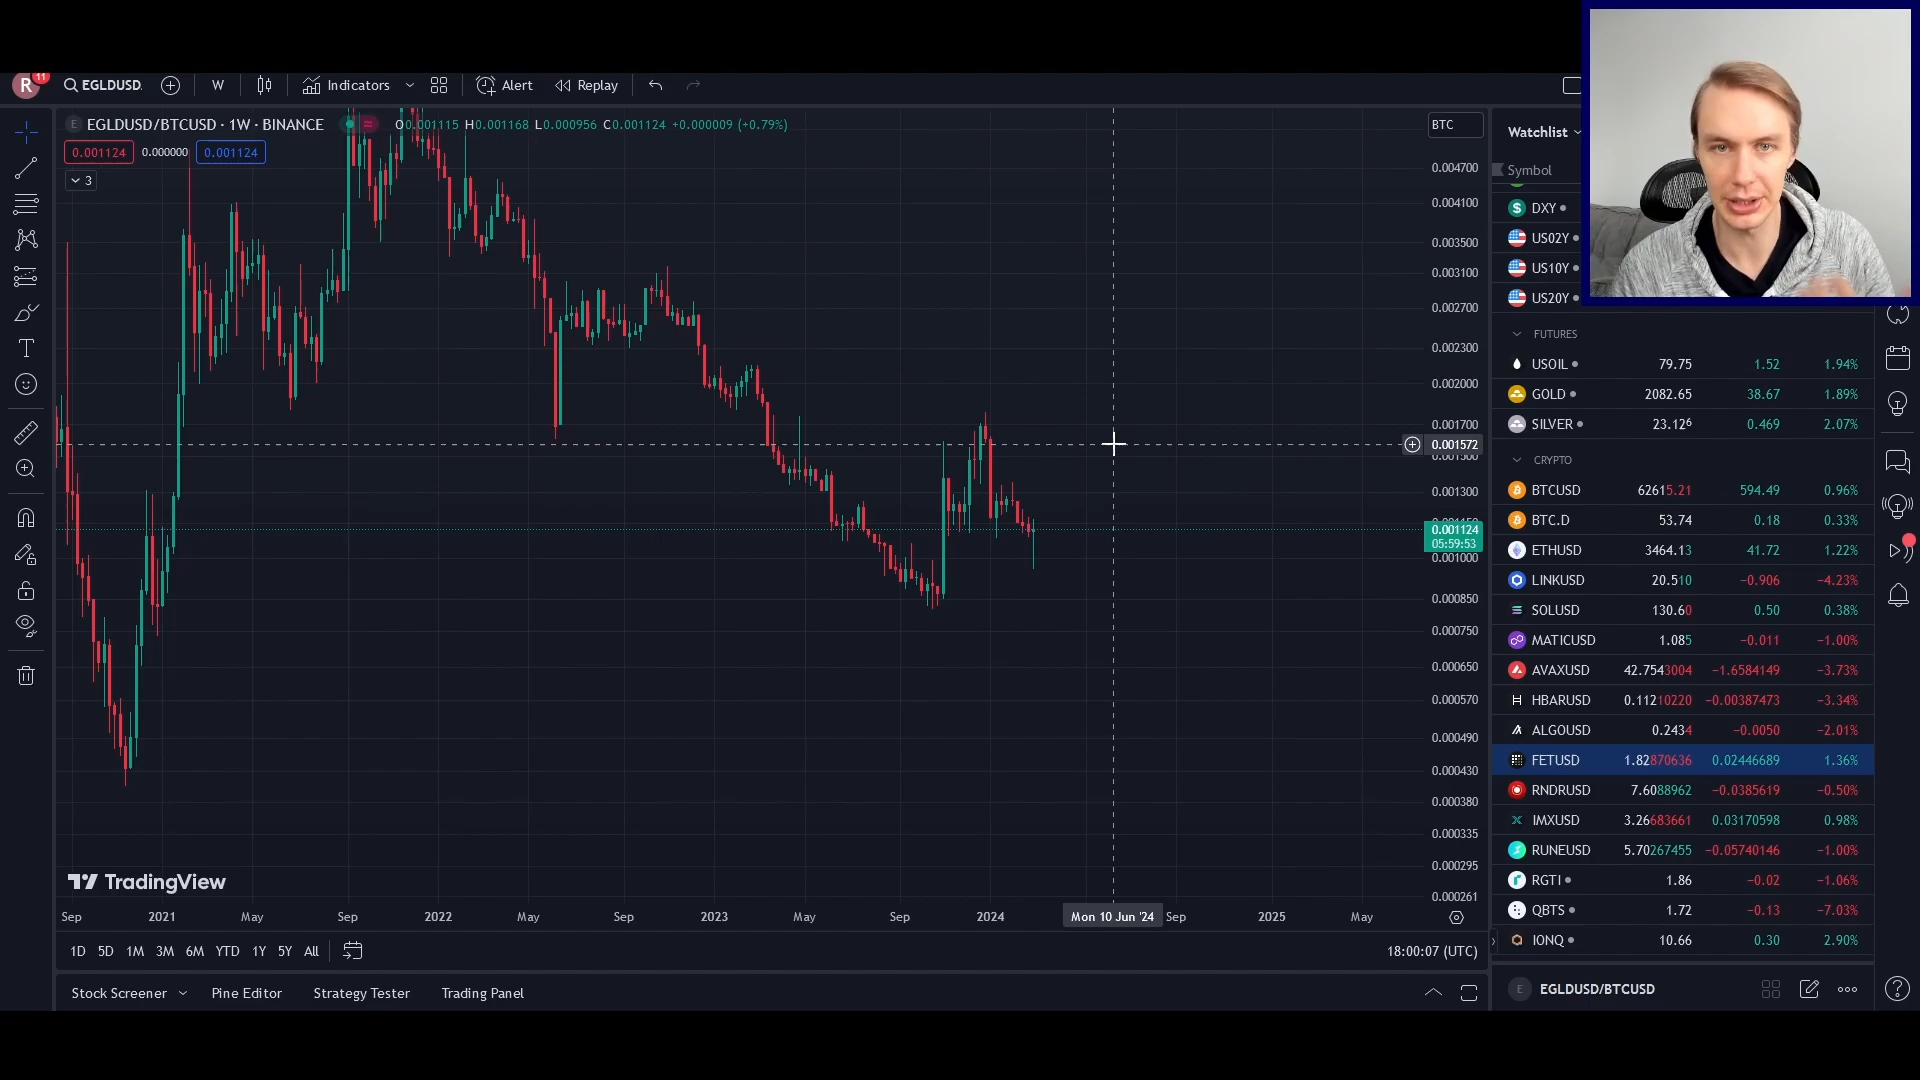 R 11 EGLDUSD. W Indicators Alert Replay
E EGLDUSD/BTCUSD · 1W · BINANCE O0.001115 H0.001168 L0.000956 C0.001124 +0.000009 (+0.79%)
0.001124 0.000000 0.001124
3
BTC
0.004700
0.004100
0.003500
0.003100
0.002700
0.002300
0.002000
0.001700
0.001572
0.001300
0.001124
05:59:53
0.001000
0.000850
0.000750
0.000650
0.000570
0.000490
0.000430
0.000380
0.000335
0.000295
0.000261
TradingView
Sep 2021 May Sep 2022 May Sep 2023 May Sep 2024 Mon 10 Jun '24 Sep 2025 May
1D 5D 1M 3M 6M YTD 1Y 5Y All 18:00:07 (UTC)
Stock Screener Pine Editor Strategy Tester Trading Panel
Watchlist
Symbol
DXY
US02Y
US10Y
US20Y
FUTURES
USOIL 79.75 1.52 1.94%
GOLD 2082.65 38.67 1.89%
SILVER 23.126 0.469 2.07%
CRYPTO
BTCUSD 62615.21 594.49 0.96%
BTC.D 53.74 0.18 0.33%
ETHUSD 3464.13 41.72 1.22%
LINKUSD 20.510 −0.906 −4.23%
SOLUSD 130.60 0.50 0.38%
MATICUSD 1.085 −0.011 −1.00%
AVAXUSD 42.7543004 −1.6584149 −3.73%
HBARUSD 0.11210220 −0.00387473 −3.34%
ALGOUSD 0.2434 −0.0050 −2.01%
FETUSD 1.82870636 0.02446689 1.36%
RNDRUSD 7.6088962 −0.0385619 −0.50%
IMXUSD 3.26683661 0.03170598 0.98%
RUNEUSD 5.70267455 −0.05740146 −1.00%
RGTI 1.86 −0.02 −1.06%
QBTS 1.72 −0.13 −7.03%
IONQ 10.66 0.30 2.90%
E EGLDUSD/BTCUSD